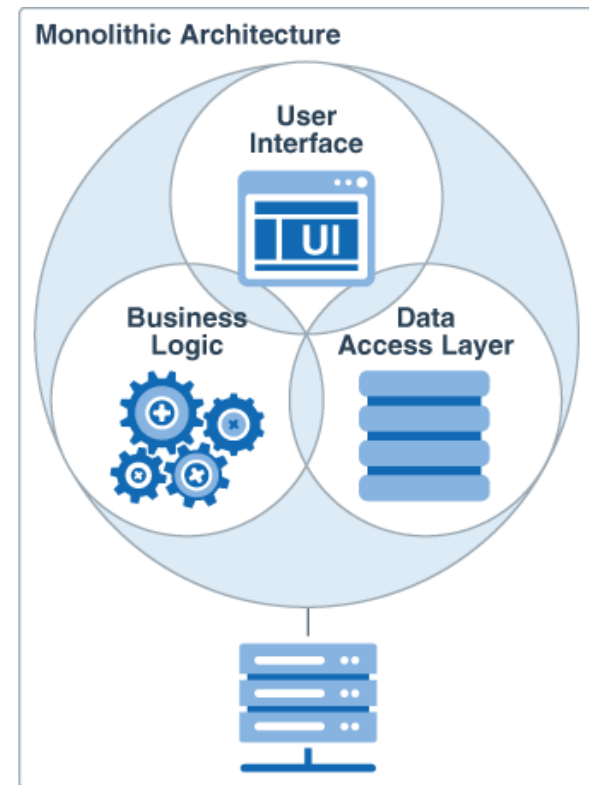 Monolithic Architecture
User
Interface
UI
Business
Logic
Data
Access Layer